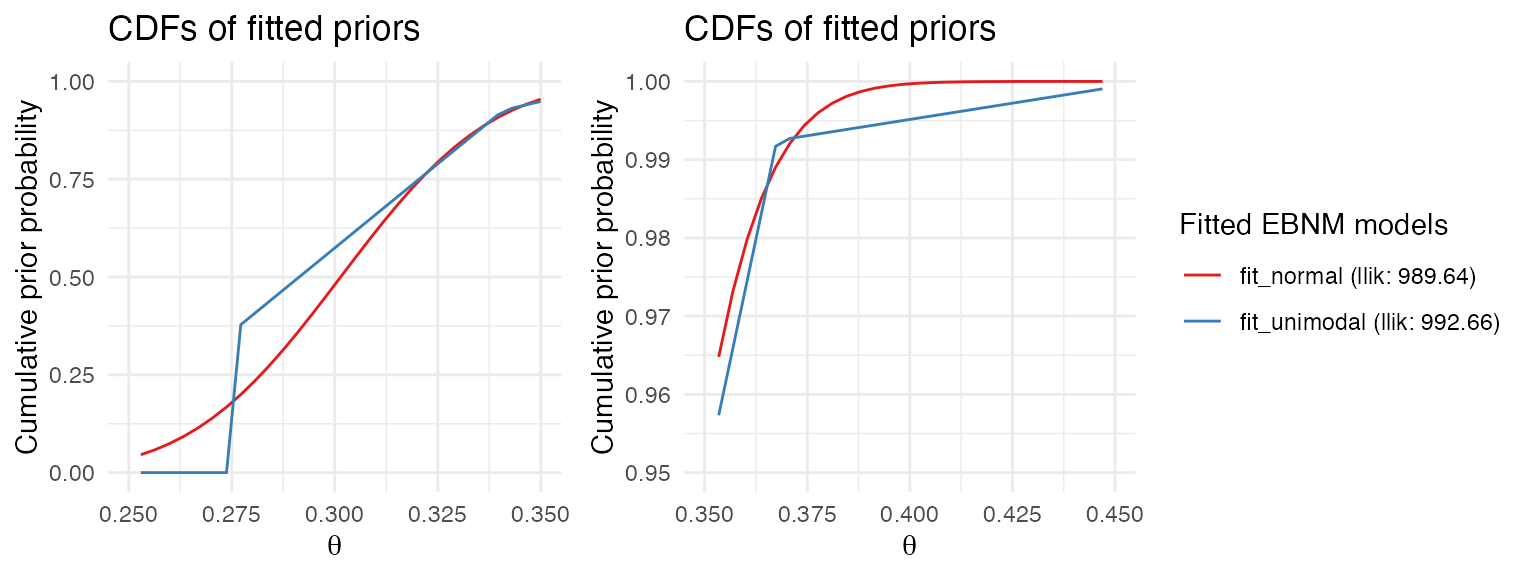 CDFs of fitted priors
Cumulative prior probability
1.00
0.75
0.50
0.25
0.00
0.250 0.275 0.300 0.325 0.350
θ
CDFs of fitted priors
Cumulative prior probability
1.00
0.99
0.98
0.97
0.96
0.95
0.350 0.375 0.400 0.425 0.450
θ
Fitted EBNM models
fit_normal (llik: 989.64)
fit_unimodal (llik: 992.66)